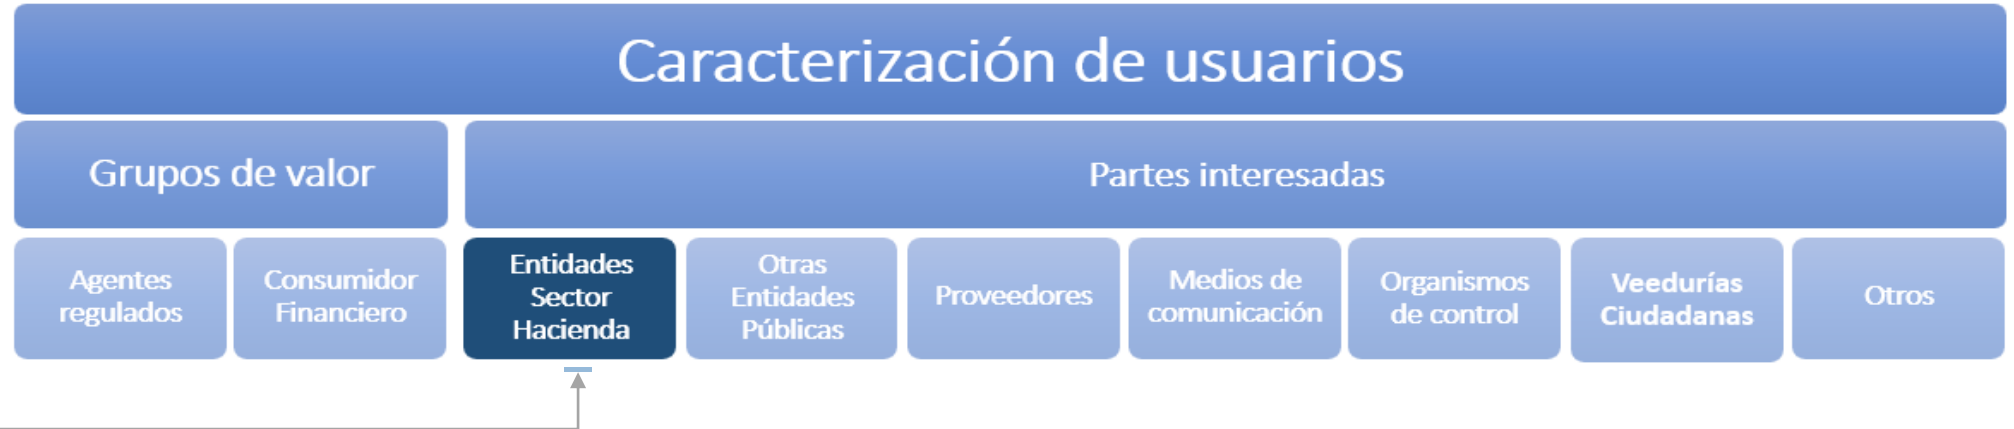 Caracterización de usuarios
Grupos de valor
Partes interesadas
Agentes
regulados
Consumidor
Financiero
Entidades
Sector
Hacienda
Otras
Entidades
Públicas
Proveedores
Medios de
comunicación
Organismos
de control
Veedurías
Ciudadanas
Otros